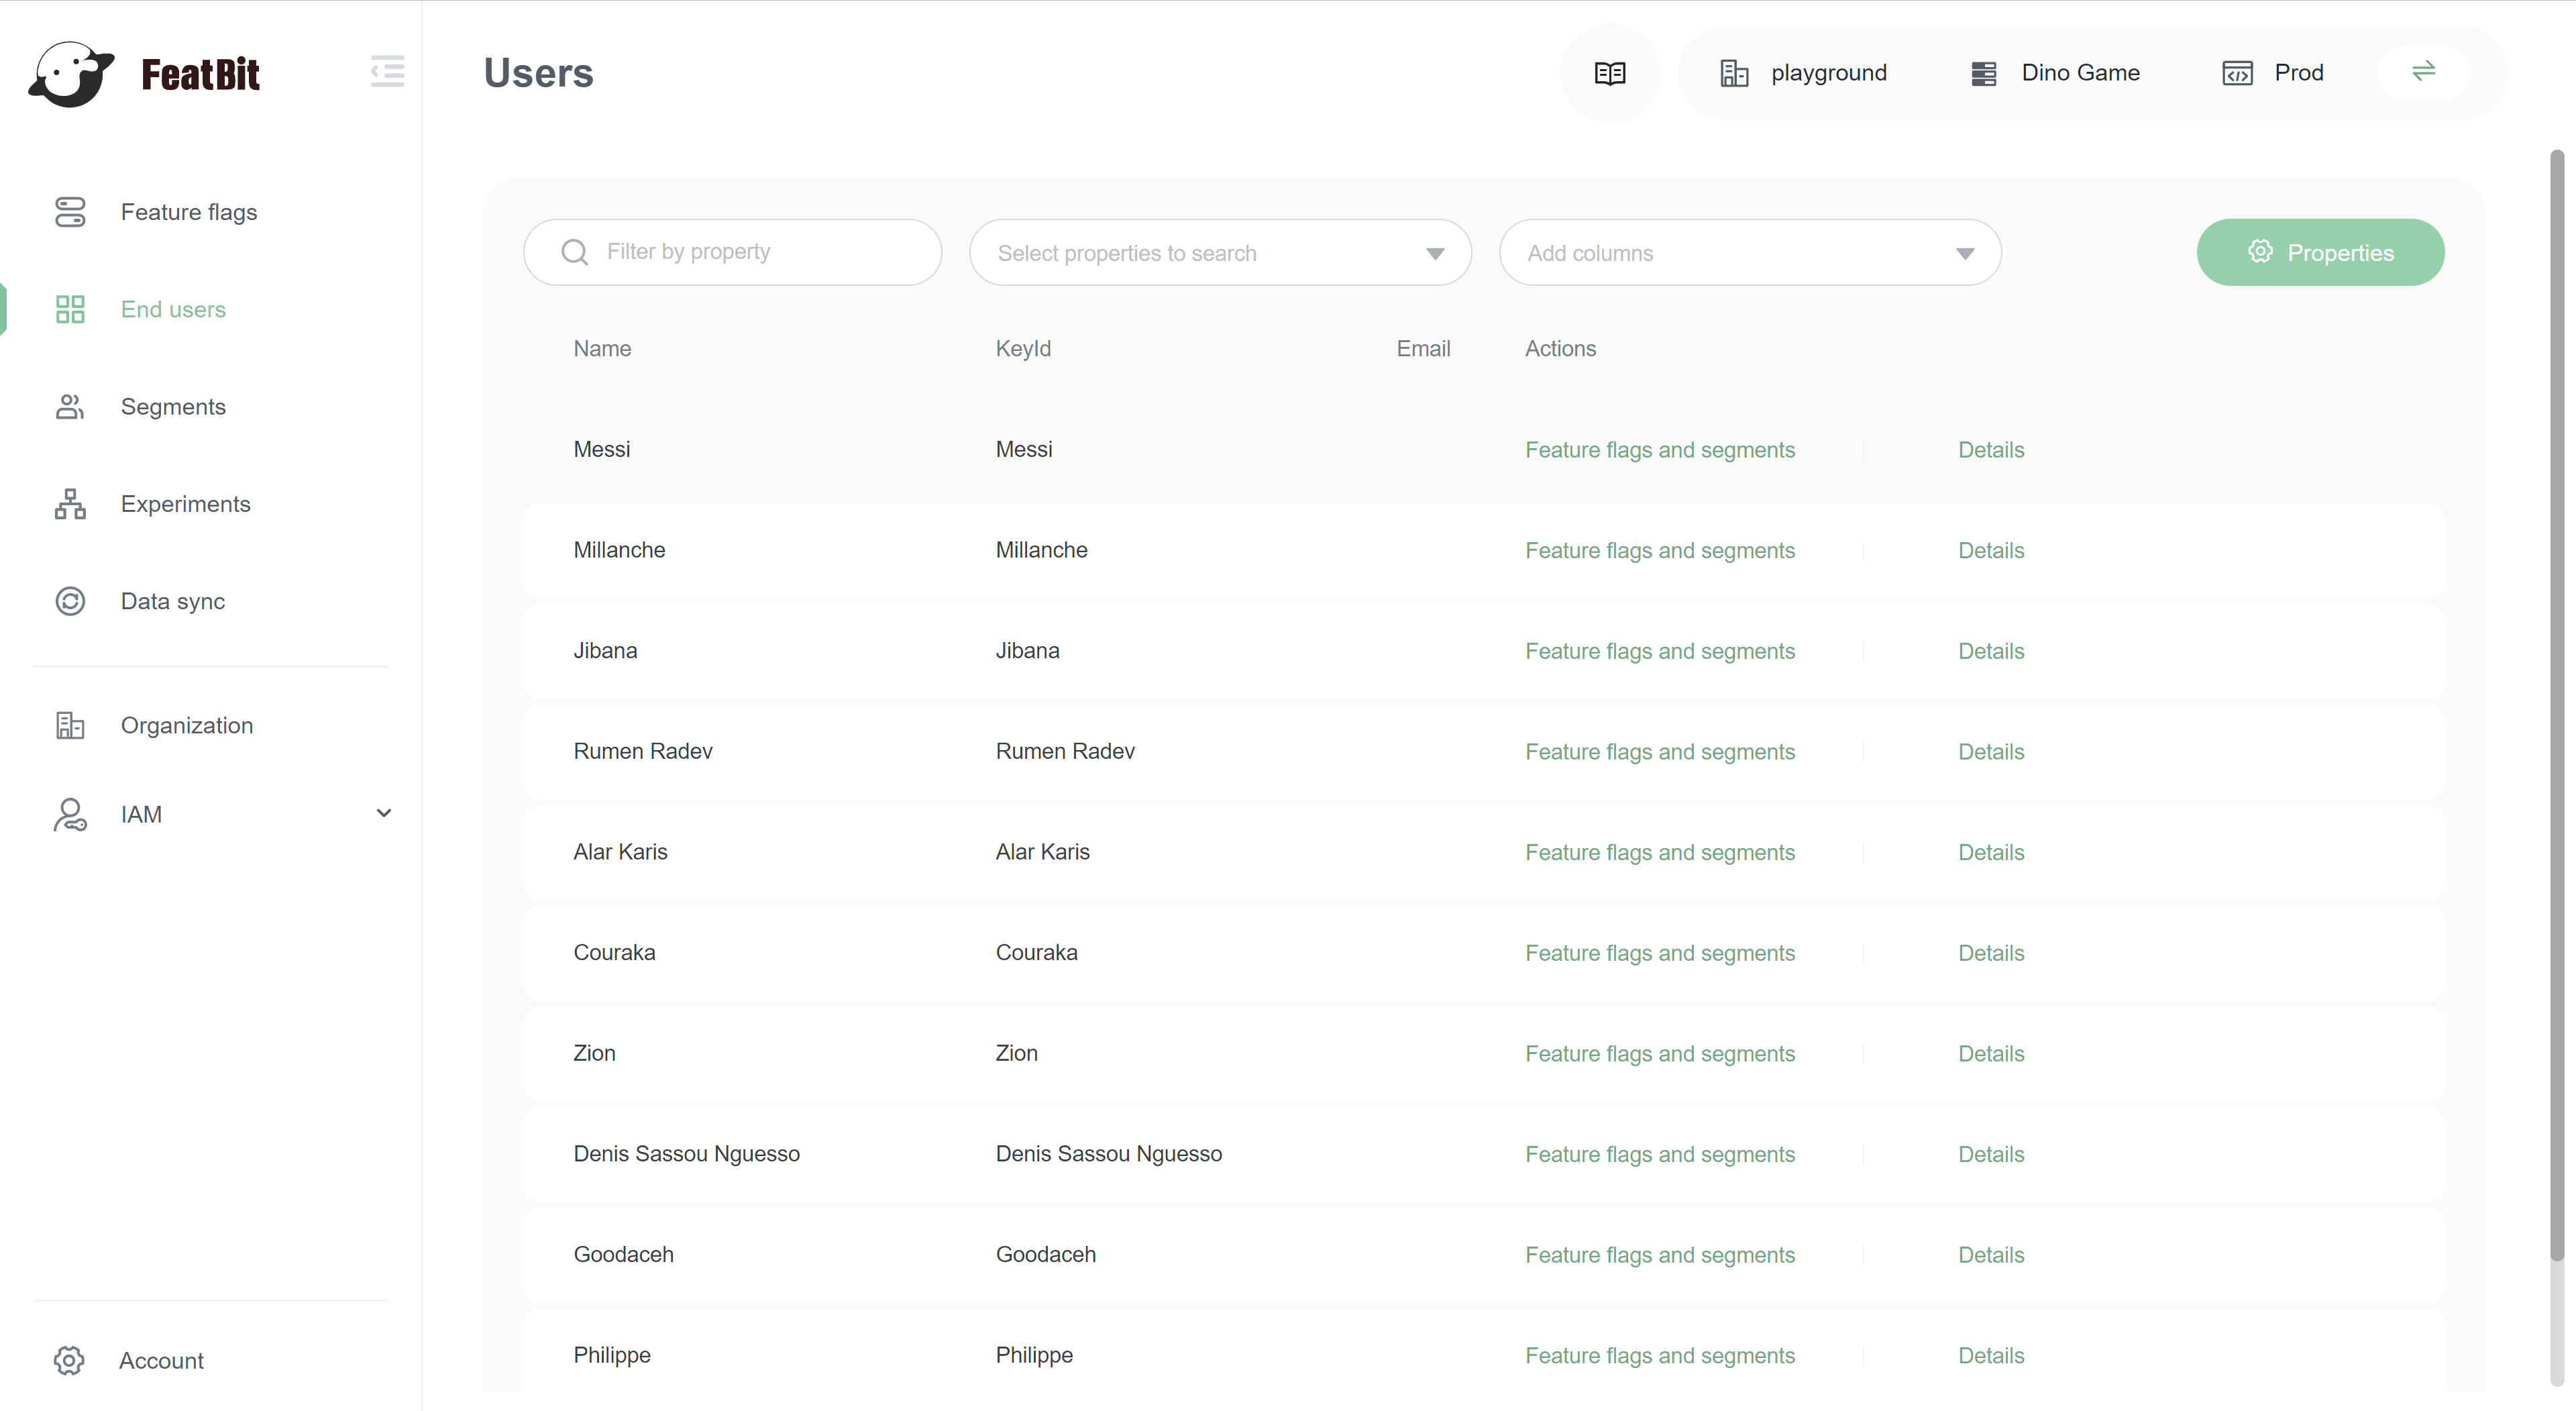 FeatBit
Users
playground
Dino Game
Prod
Feature flags
End users
Segments
Experiments
Data sync
Organization
IAM
Account
Filter by property
Select properties to search
Add columns
Properties
Name KeyId Email Actions
Messi Messi Feature flags and segments Details
Millanche Millanche Feature flags and segments Details
Jibana Jibana Feature flags and segments Details
Rumen Radev Rumen Radev Feature flags and segments Details
Alar Karis Alar Karis Feature flags and segments Details
Couraka Couraka Feature flags and segments Details
Zion Zion Feature flags and segments Details
Denis Sassou Nguesso Denis Sassou Nguesso Feature flags and segments Details
Goodaceh Goodaceh Feature flags and segments Details
Philippe Philippe Feature flags and segments Details